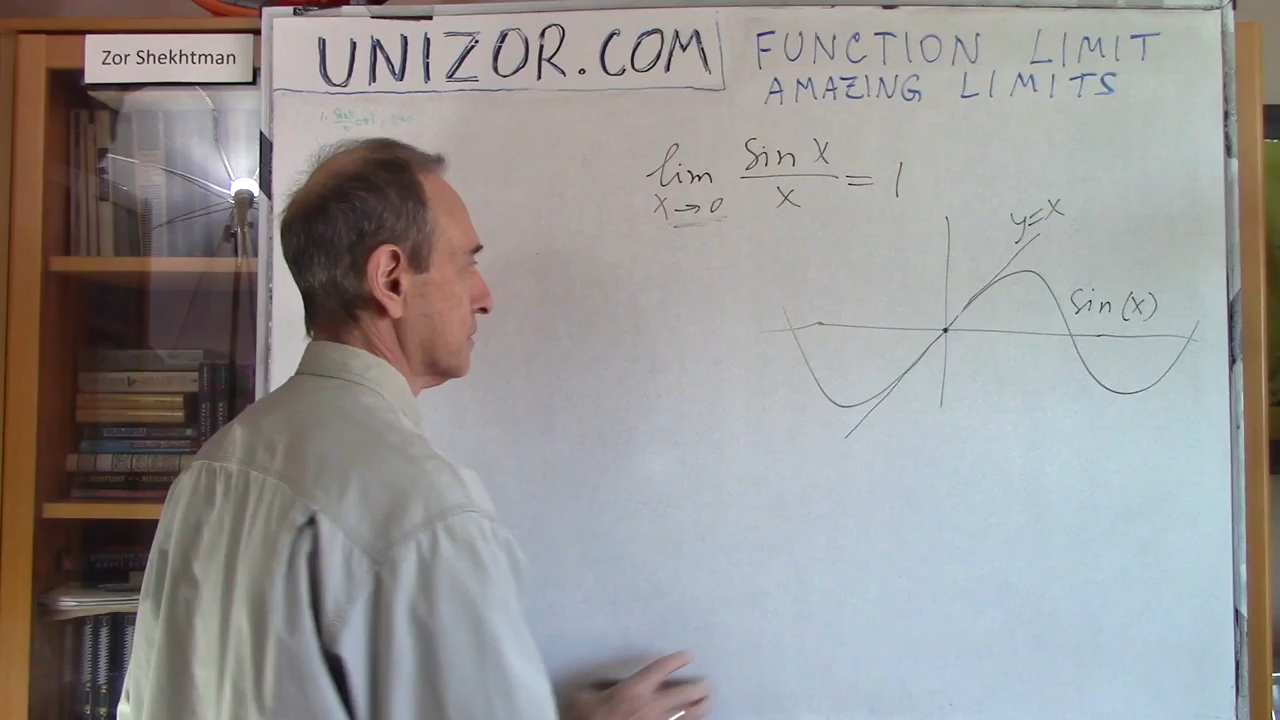 Zor Shekhtman
UNIZOR.COM
FUNCTION LIMIT
AMAZING LIMITS
lim sin x
x→0 x = 1
y=x
sin(x)